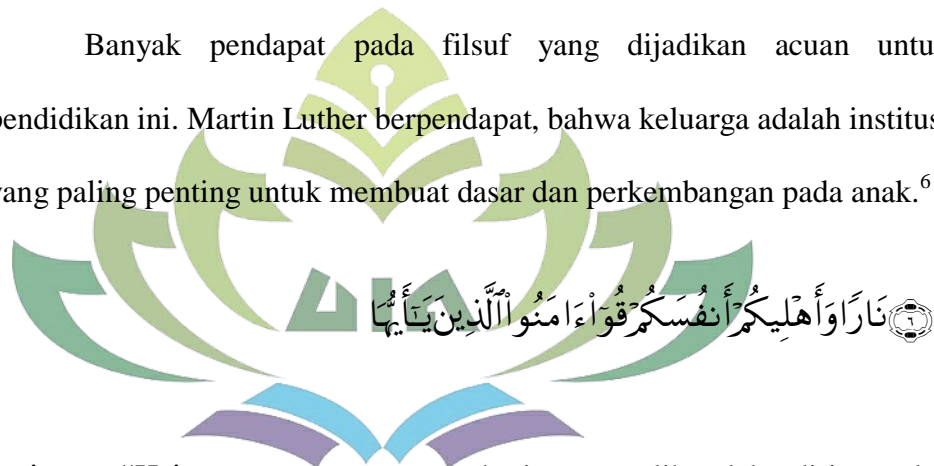 Banyak pendapat pada filsuf yang dijadikan acuan untu
pendidikan ini. Martin Luther berpendapat, bahwa keluarga adalah institus
yang paling penting untuk membuat dasar dan perkembangan pada anak.⁶
۝٦ نَارًا وَأَهْلِيكُمْ أَنفُسَكُمْ قُوٓاْ ءَامَنُواْ ٱلَّذِينَ يَـٰٓأَيُّهَا